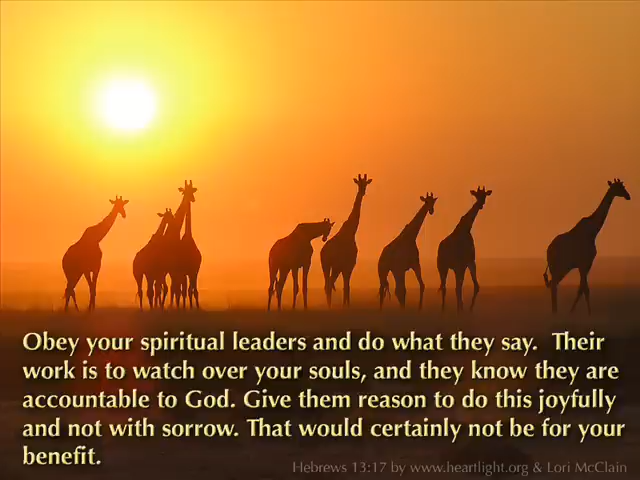 Obey your spiritual leaders and do what they say.  Their
work is to watch over your souls, and they know they are
accountable to God. Give them reason to do this joyfully
and not with sorrow. That would certainly not be for your
benefit.
Hebrews 13:17 by www.heartlight.org & Lori McClain